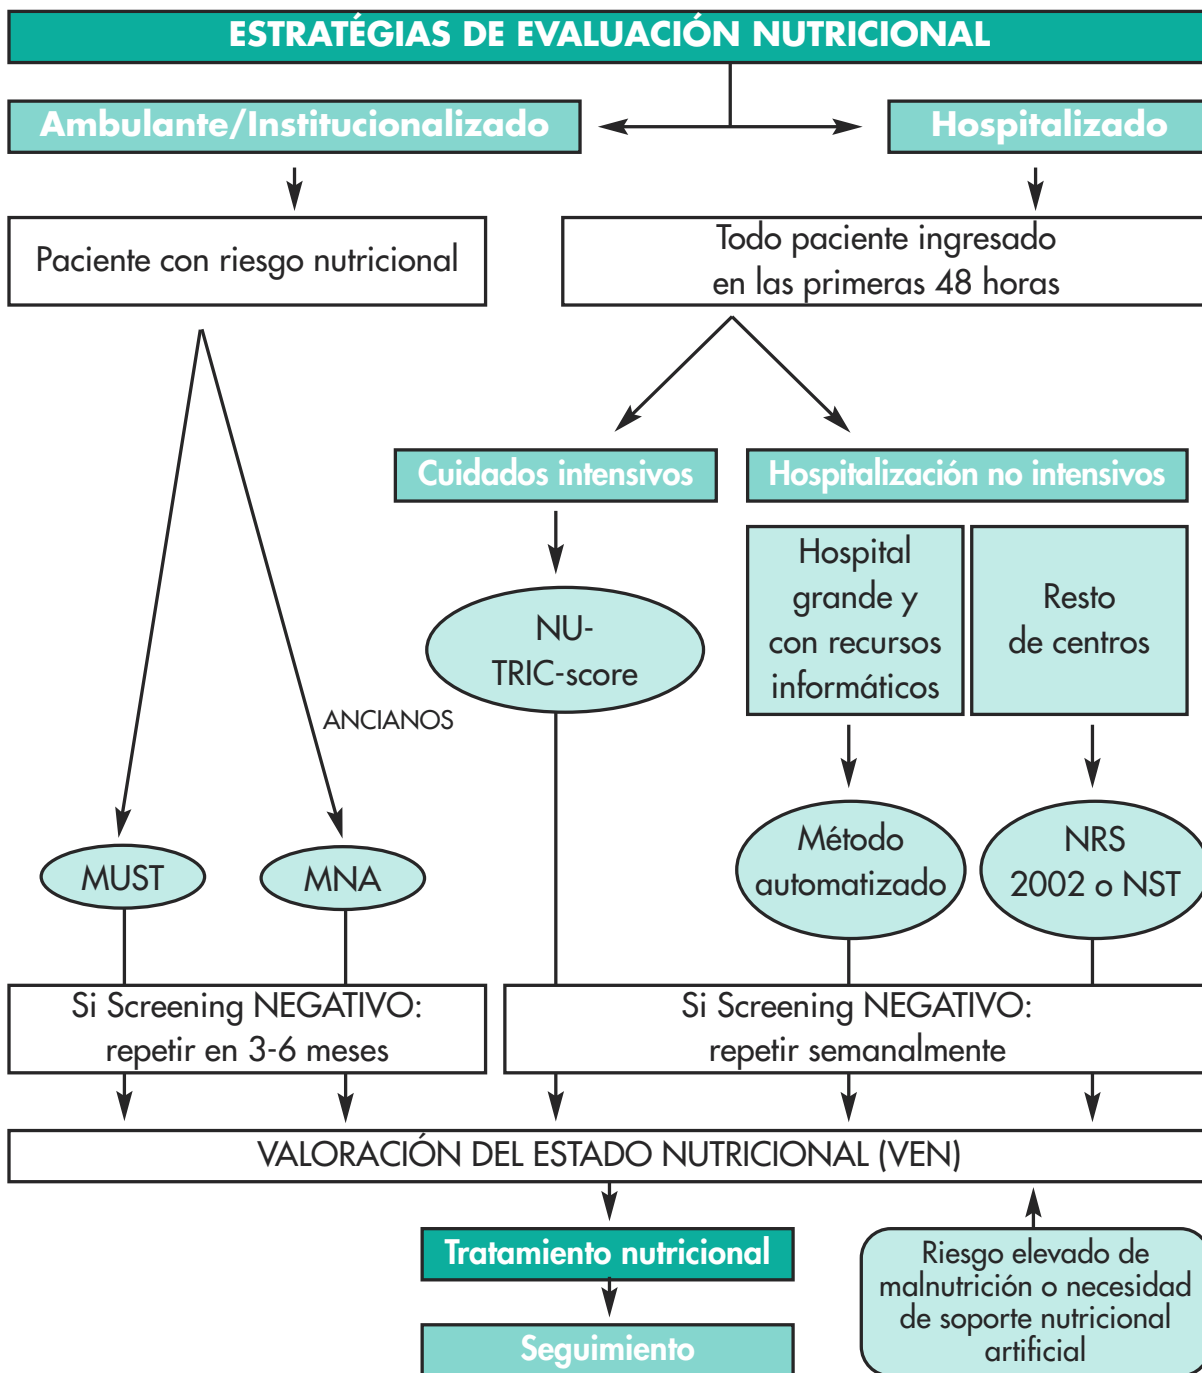 ESTRATÉGIAS DE EVALUACIÓN NUTRICIONAL
Ambulante/Institucionalizado
Hospitalizado
Paciente con riesgo nutricional
Todo paciente ingresado
en las primeras 48 horas
Cuidados intensivos
Hospitalización no intensivos
Hospital
grande y
con recursos
informáticos
Resto
de centros
NU-
TRIC-score
ANCIANOS
MUST
MNA
Método
automatizado
NRS
2002 o NST
Si Screening NEGATIVO:
repetir en 3-6 meses
Si Screening NEGATIVO:
repetir semanalmente
VALORACIÓN DEL ESTADO NUTRICIONAL (VEN)
Tratamiento nutricional
Seguimiento
Riesgo elevado de
malnutrición o necesidad
de soporte nutricional
artificial